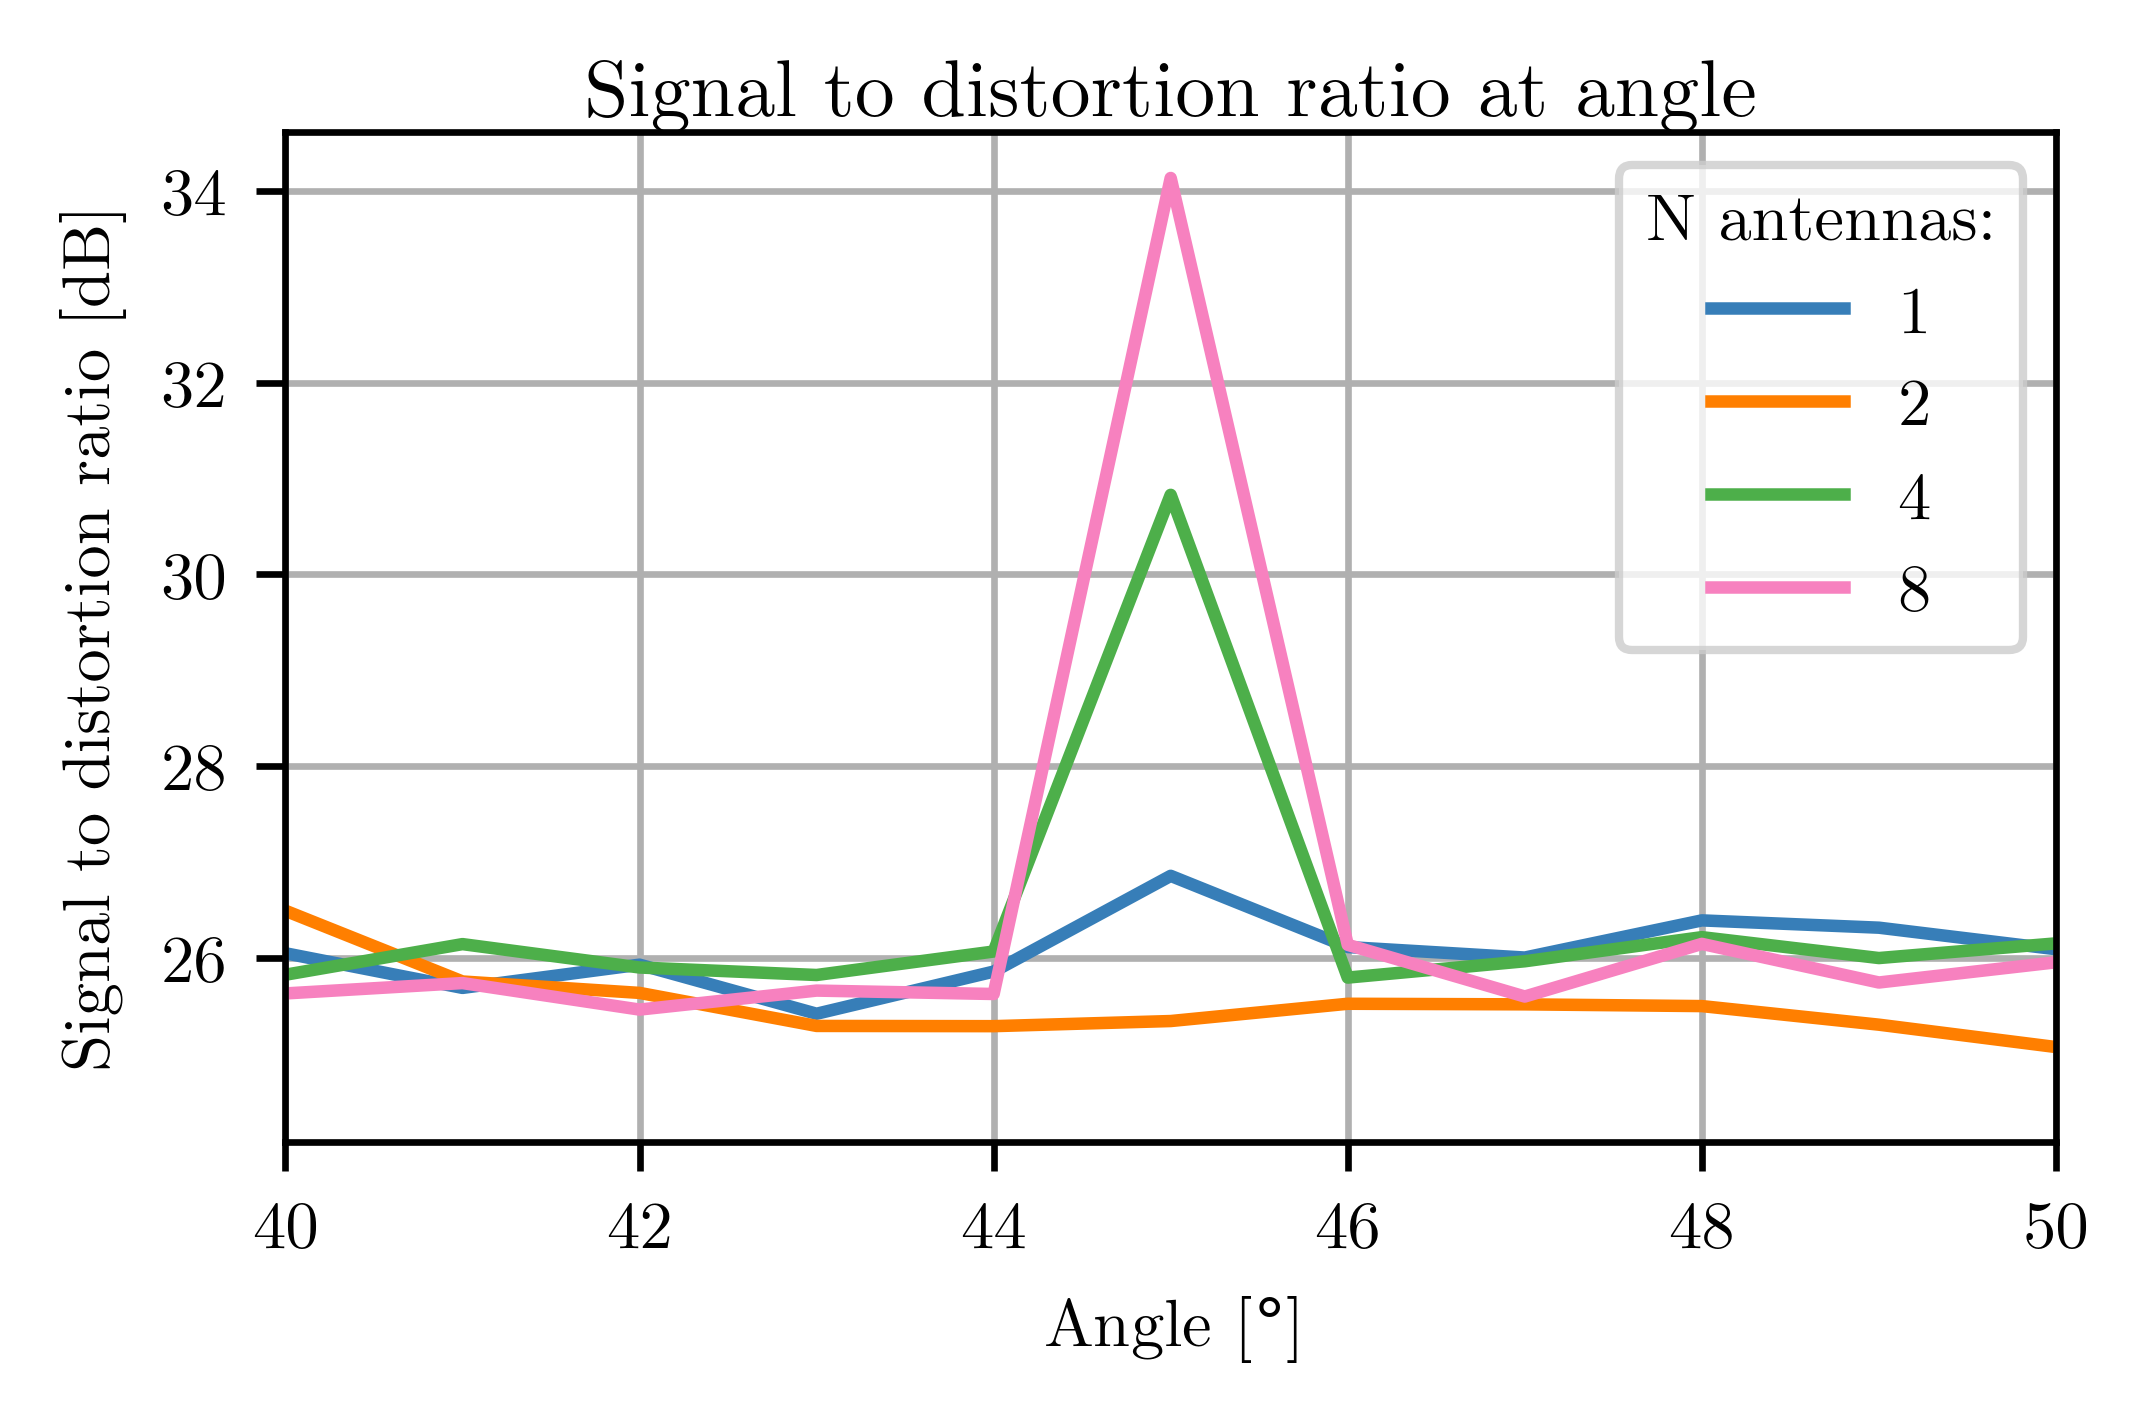 Signal to distortion ratio at angle
Signal to distortion ratio [dB]
34
32
30
28
26
N antennas:
1
2
4
8
40 42 44 46 48 50
Angle [°]